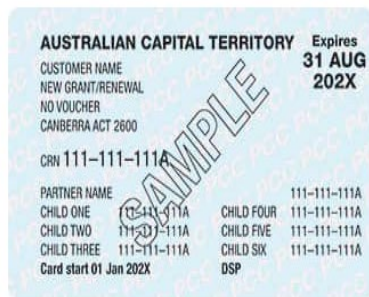 AUSTRALIAN CAPITAL TERRITORY
Expires
31 AUG
202X
CUSTOMER NAME
NEW GRANT/RENEWAL
NO VOUCHER
CANBERRA ACT 2600
CRN 111-111-111A
SAMPLE
PARTNER NAME 111-111-111A
CHILD ONE 111-111-111A CHILD FOUR 111-111-111A
CHILD TWO 111-111-111A CHILD FIVE 111-111-111A
CHILD THREE 111-111-111A CHILD SIX 111-111-111A
Card start 01 Jan 202X DSP